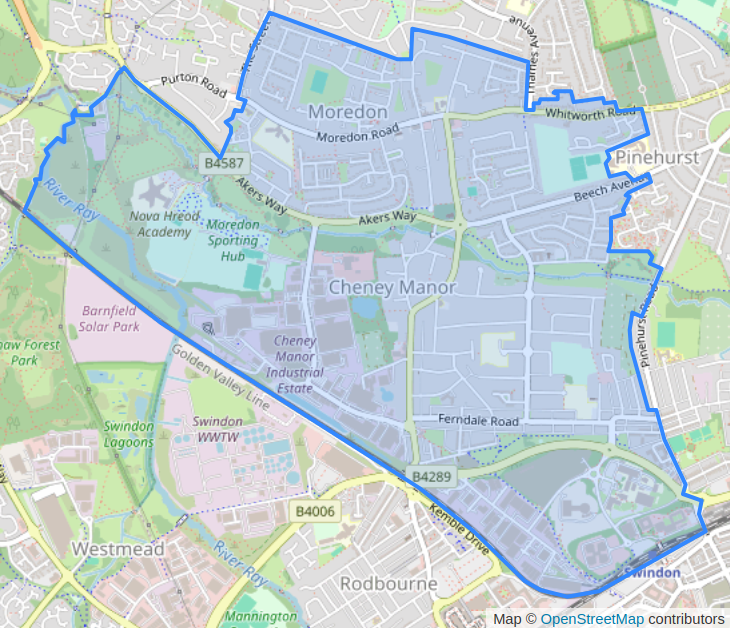 The Street
Thames Avenue
Avenue
Purton Road
Whitworth Road
Moredon
Moredon Road
Pinehurst
B4587
Beech Avenue
Akers Way
Akers Way
River Ray
Nova Hreod
Academy
Moredon
Sporting
Hub
Cheney Manor
Barnfield
Solar Park
Pinehurst Road
Cheney
Manor
Industrial
Estate
Golden Valley Line
aw Forest
Park
Ferndale Road
Swindon
Lagoons
Swindon
WWTW
B4289
B4006
Kemble Drive
Westmead
River Ray
Rodbourne
Swindon
Mannington
Map © OpenStreetMap contributors